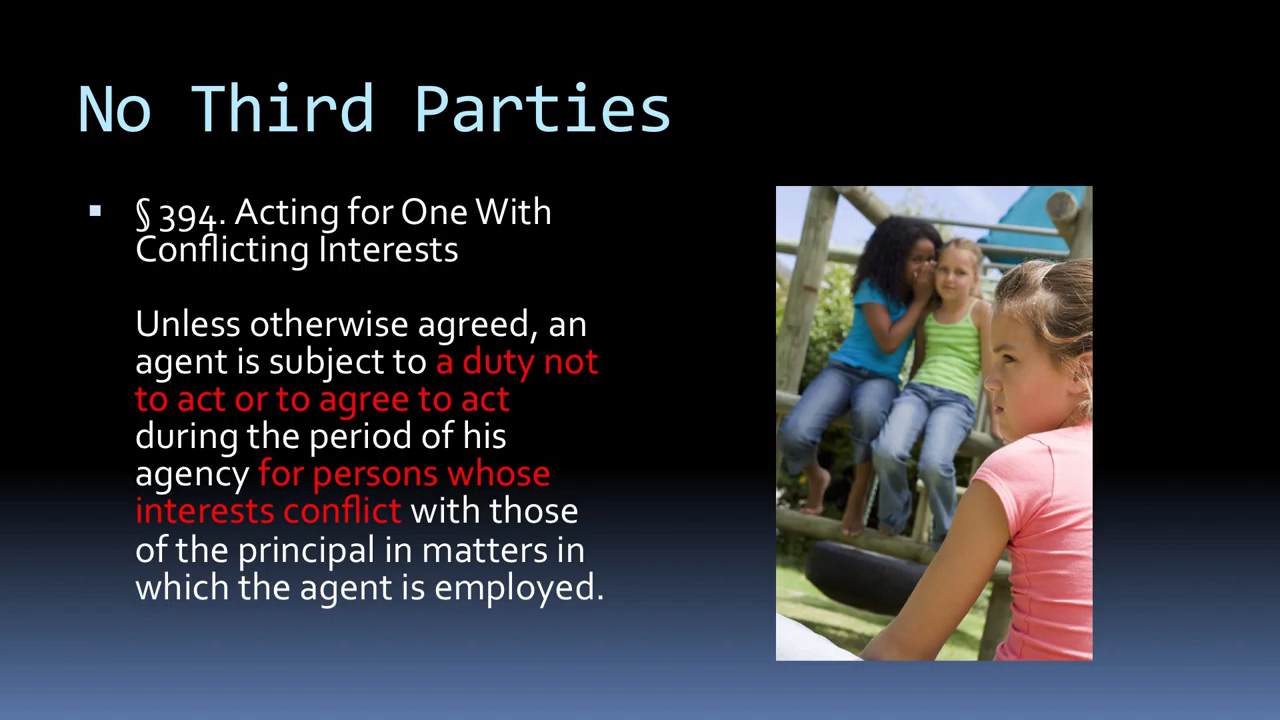 No Third Parties
§ 394. Acting for One With
Conflicting Interests
Unless otherwise agreed, an
agent is subject to a duty not
to act or to agree to act
during the period of his
agency for persons whose
interests conflict with those
of the principal in matters in
which the agent is employed.